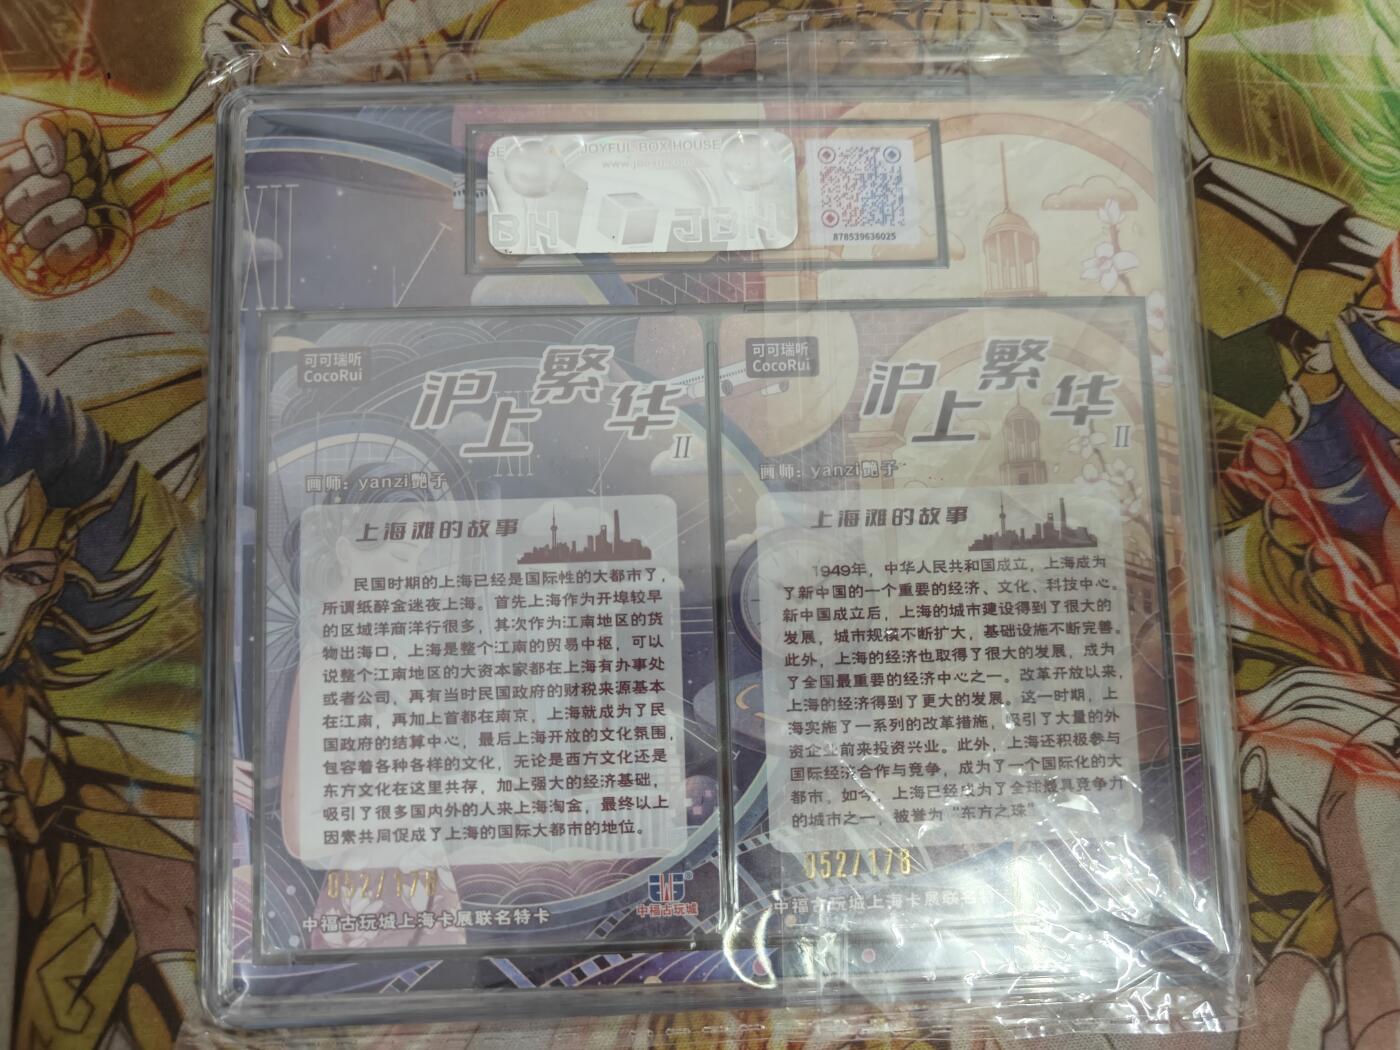 JOYFUL BOX HOUSE
BH
JBH
878539636025
XII
可可瑞听
CocoRui
沪上繁华
II
画师：yanzi艷子
上海滩的故事
民国时期的上海已经是国际性的大都市了，
所谓纸醉金迷夜上海。首先上海作为开埠较早
的区域洋商洋行很多，其次作为江南地区的货
物出海口，上海是整个江南的贸易中枢，可以
说整个江南地区的大资本家都在上海有办事处
或者公司，再有当时民国政府的财税来源基本
在江南，再加上首都在南京，上海就成为了民
国政府的结算中心，最后上海开放的文化氛围，
包容着各种各样的文化，无论是西方文化还是
东方文化在这里共存，加上强大的经济基础，
吸引了很多国内外的人来上海淘金，最终以上
因素共同促成了上海的国际大都市的地位。
052/178
中福古玩城上海卡展联名特卡
中福古玩城
可可瑞听
CocoRui
沪上繁华
II
画师：yanzi艷子
上海滩的故事
1949年，中华人民共和国成立，上海成为
了新中国的一个重要的经济、文化、科技中心。
新中国成立后，上海的城市建设得到了很大的
发展，城市规模不断扩大，基础设施不断完善。
此外，上海的经济也取得了很大的发展，成为
了全国最重要的经济中心之一。改革开放以来，
上海的经济得到了更大的发展。这一时期，上
海实施了一系列的改革措施，吸引了大量的外
资企业前来投资兴业。此外，上海还积极参与
国际经济合作与竞争，成为了一个国际化的大
都市。如今，上海已经成为了全球最具竞争力
的城市之一，被誉为“东方之珠”
052/178
中福古玩城上海卡展联名特